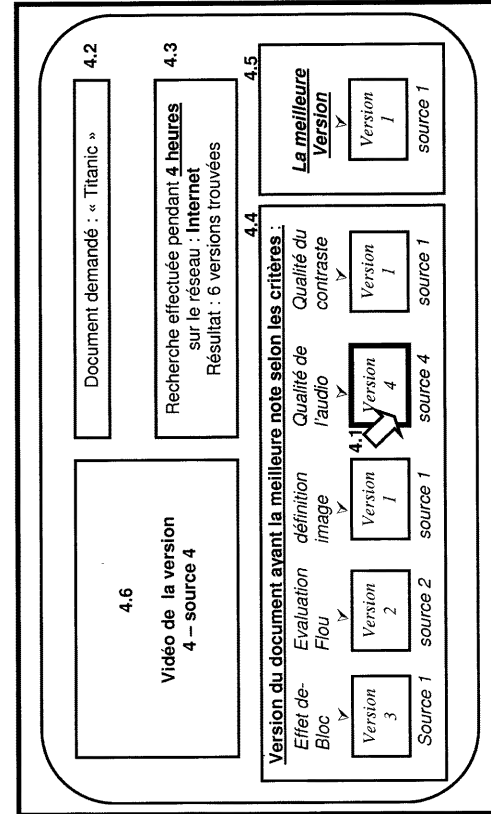 4.6
Vidéo de la version
4 – source 4
Document demandé : « Titanic »
4.2
Recherche effectuée pendant 4 heures
sur le réseau : Internet
Résultat : 6 versions trouvées
4.3
Version du document ayant la meilleure note selon les critères :
4.4
Effet de-
Bloc
Version
3
Source 1
Evaluation
Flou
Version
2
source 2
définition
image
Version
1
source 1
Qualité de
l'audio
4.1
Version
4
source 4
Qualité du
contraste
Version
1
source 1
4.5
La meilleure
Version
Version
1
source 1